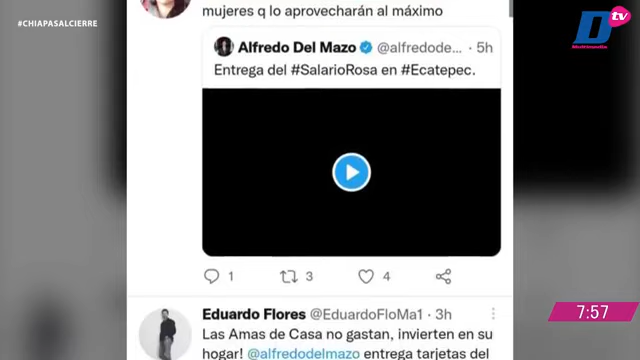 #CHIAPASALCIERRE
D tv
Multimedia
mujeres q lo aprovecharán al máximo
Alfredo Del Mazo @alfredode... · 5h
Entrega del #SalarioRosa en #Ecatepec.
1 3 4
Eduardo Flores @EduardoFloMa1 · 3h
Las Amas de Casa no gastan, invierten en su
hogar! @alfredodelmazo entrega tarjetas del
7:57